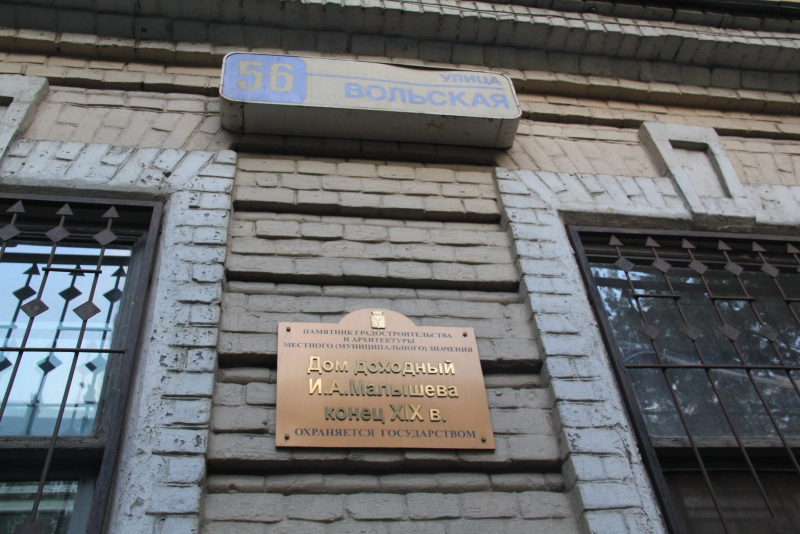 56
УЛИЦА
ВОЛЬСКАЯ
ПАМЯТНИК ГРАДОСТРОИТЕЛЬСТВА
И АРХИТЕКТУРЫ
МЕСТНОГО (МУНИЦИПАЛЬНОГО) ЗНАЧЕНИЯ
Дом доходный
И.А.Малышева
конец XIX в.
ОХРАНЯЕТСЯ ГОСУДАРСТВОМ